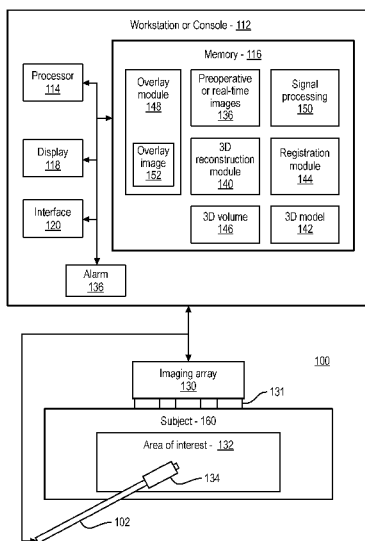 Workstation or Console - 112
Memory - 116
Processor
114
Display
118
Interface
120
Alarm
136
Overlay module
148
Overlay image
152
Preoperative
or real-time
images
136
Signal
processing
150
3D
reconstruction
module
140
Registration
module
144
3D volume
146
3D model
142
100
Imaging array
130
131
Subject - 160
Area of interest - 132
134
102